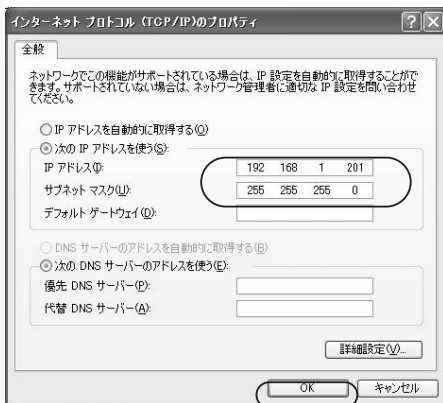 インターネット プロトコル (TCP/IP)のプロパティ
全般
ネットワークでこの機能がサポートされている場合は、IP 設定を自動的に取得することがで
きます。サポートされていない場合は、ネットワーク管理者に適切な IP 設定を問い合わせ
てください。
IP アドレスを自動的に取得する(O)
次の IP アドレスを使う(S):
IP アドレス(I): 192 168 1 201
サブネット マスク(U): 255 255 255 0
デフォルト ゲートウェイ(D):
DNS サーバーのアドレスを自動的に取得する(B)
次の DNS サーバーのアドレスを使う(E):
優先 DNS サーバー(P):
代替 DNS サーバー(A):
詳細設定(V)...
OK キャンセル